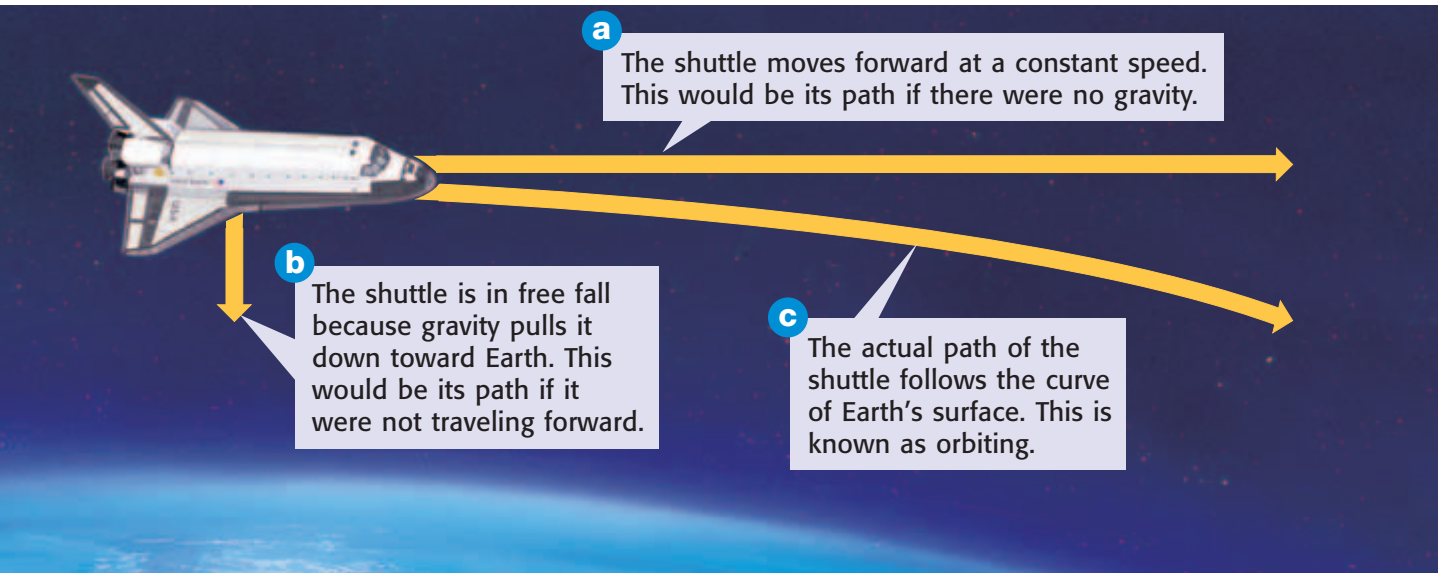 a
The shuttle moves forward at a constant speed.
This would be its path if there were no gravity.
b
The shuttle is in free fall
because gravity pulls it
down toward Earth. This
would be its path if it
were not traveling forward.
c
The actual path of the
shuttle follows the curve
of Earth's surface. This is
known as orbiting.
USA